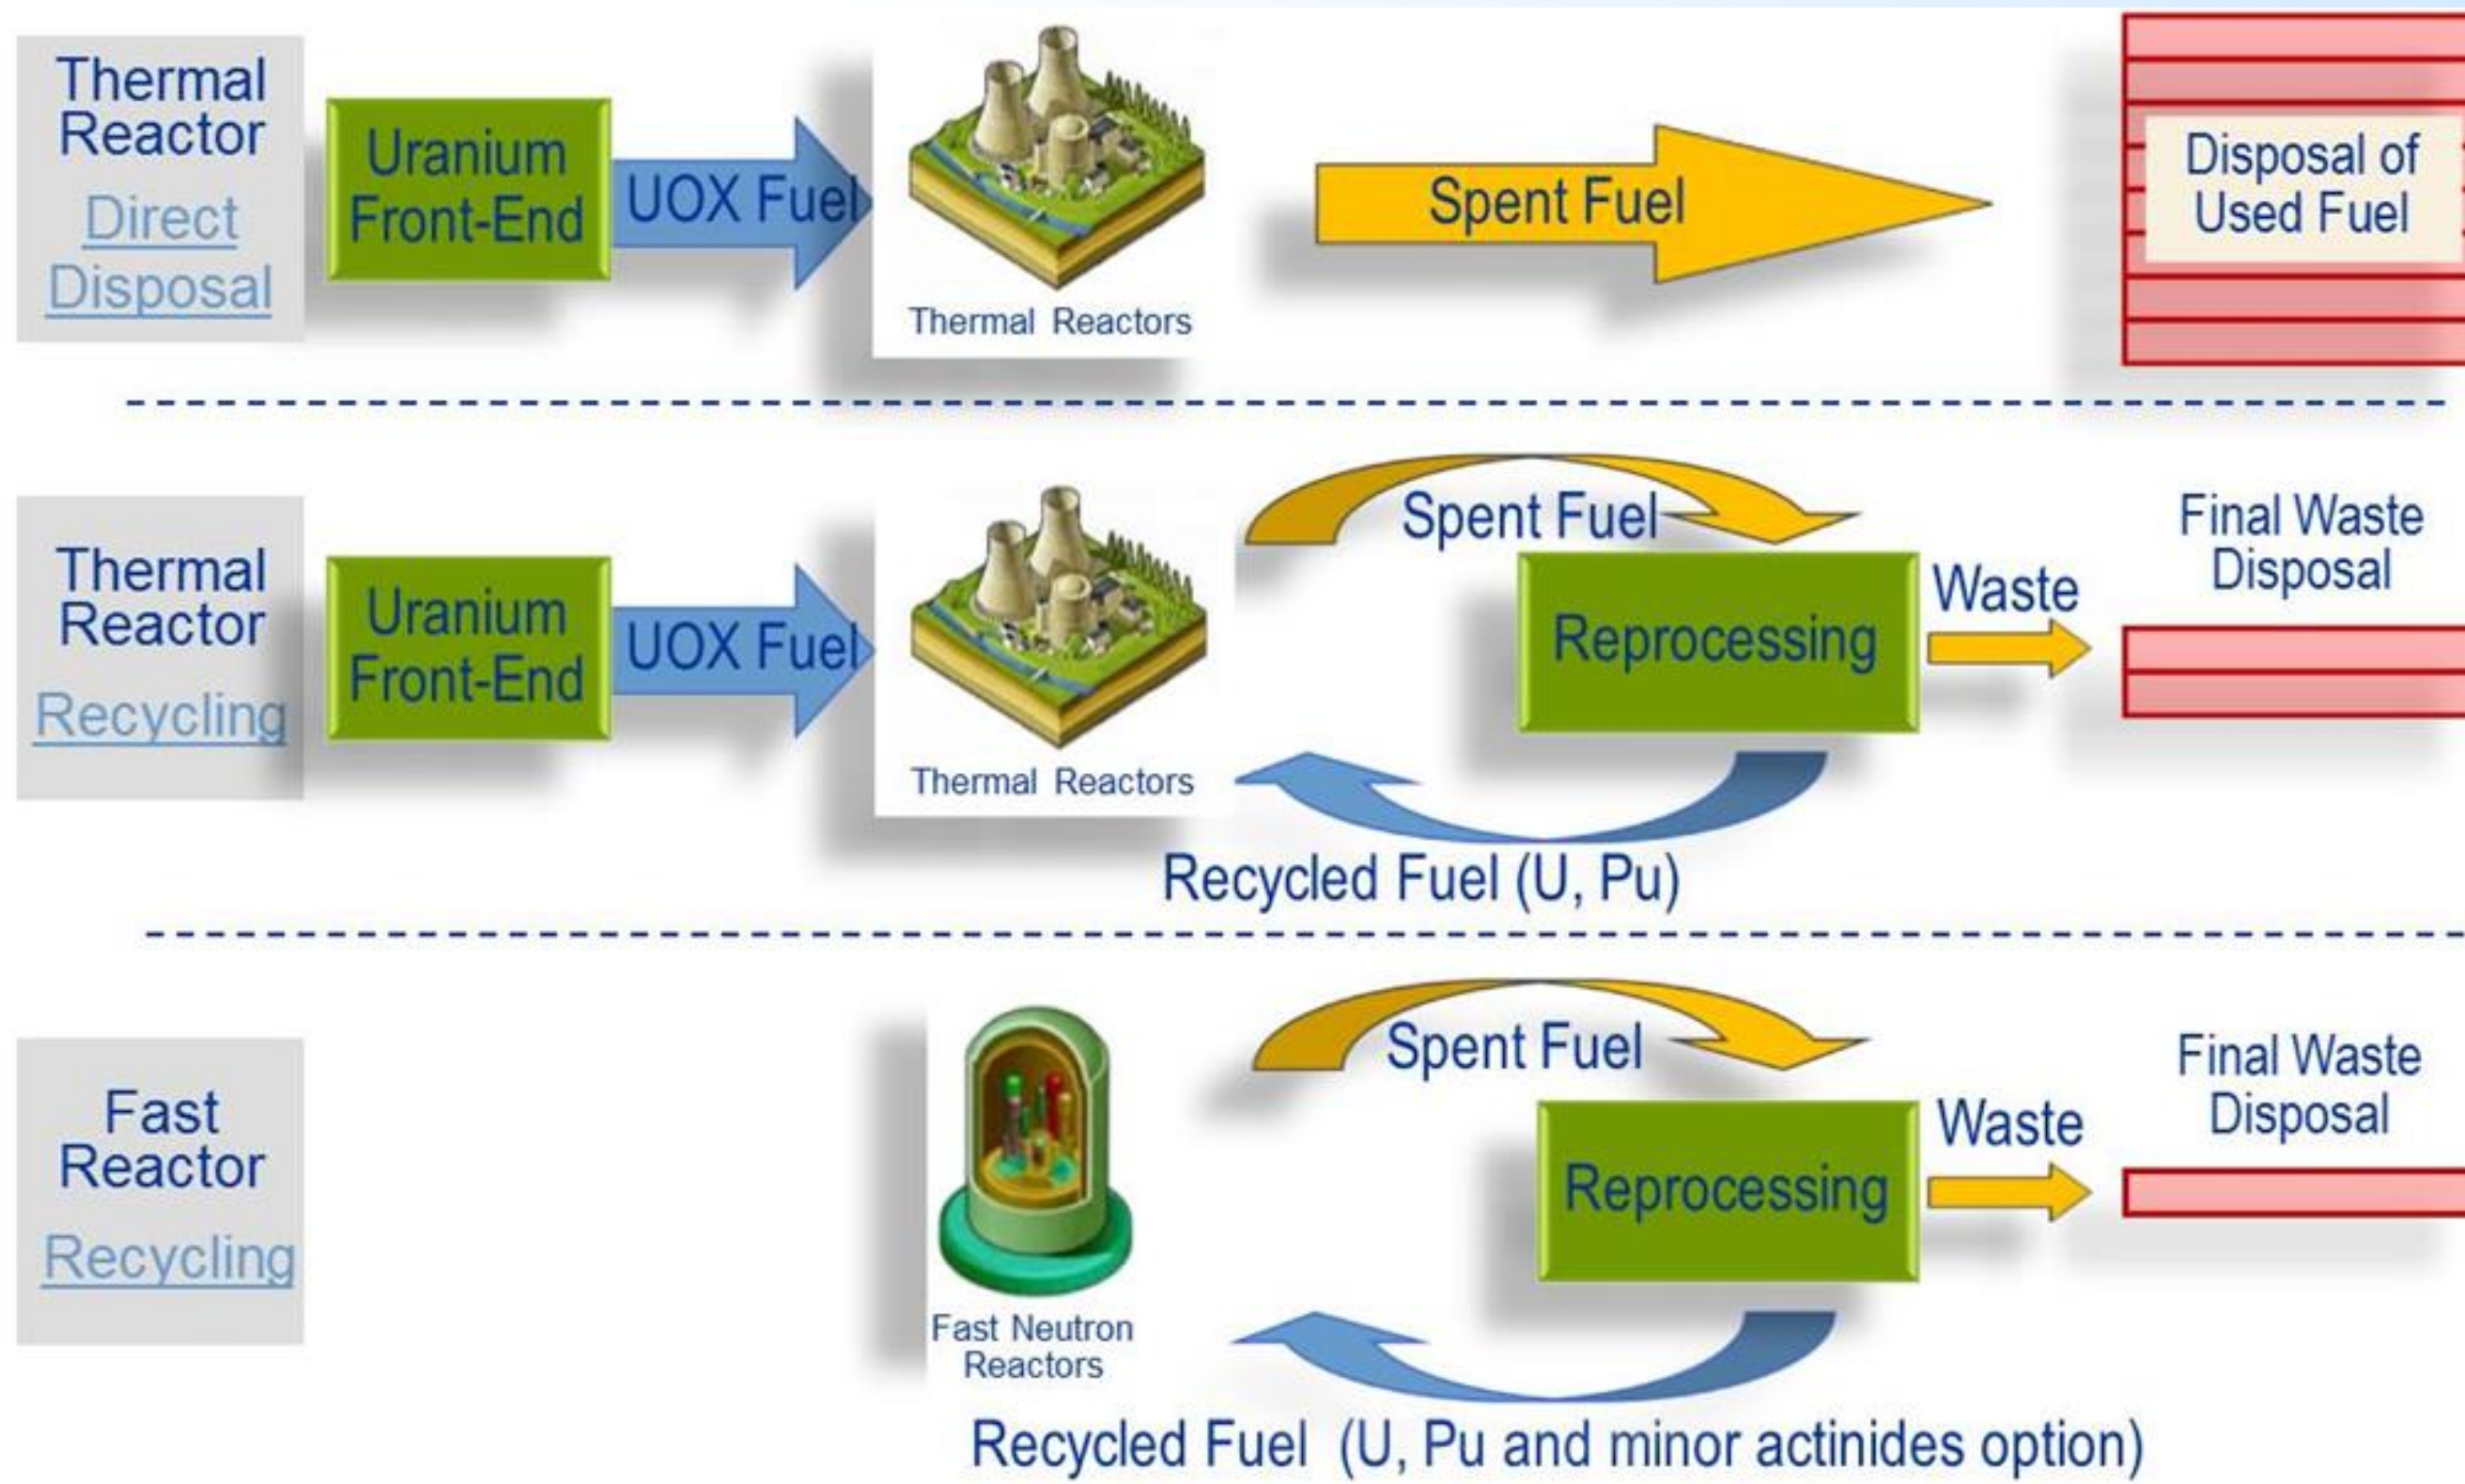 Thermal
Reactor
Direct
Disposal
Uranium
Front-End
UOX Fuel
Thermal Reactors
Spent Fuel
Disposal of
Used Fuel
Thermal
Reactor
Recycling
Uranium
Front-End
UOX Fuel
Thermal Reactors
Spent Fuel
Reprocessing
Waste
Final Waste
Disposal
Recycled Fuel (U, Pu)
Fast
Reactor
Recycling
Fast Neutron
Reactors
Spent Fuel
Reprocessing
Waste
Final Waste
Disposal
Recycled Fuel (U, Pu and minor actinides option)